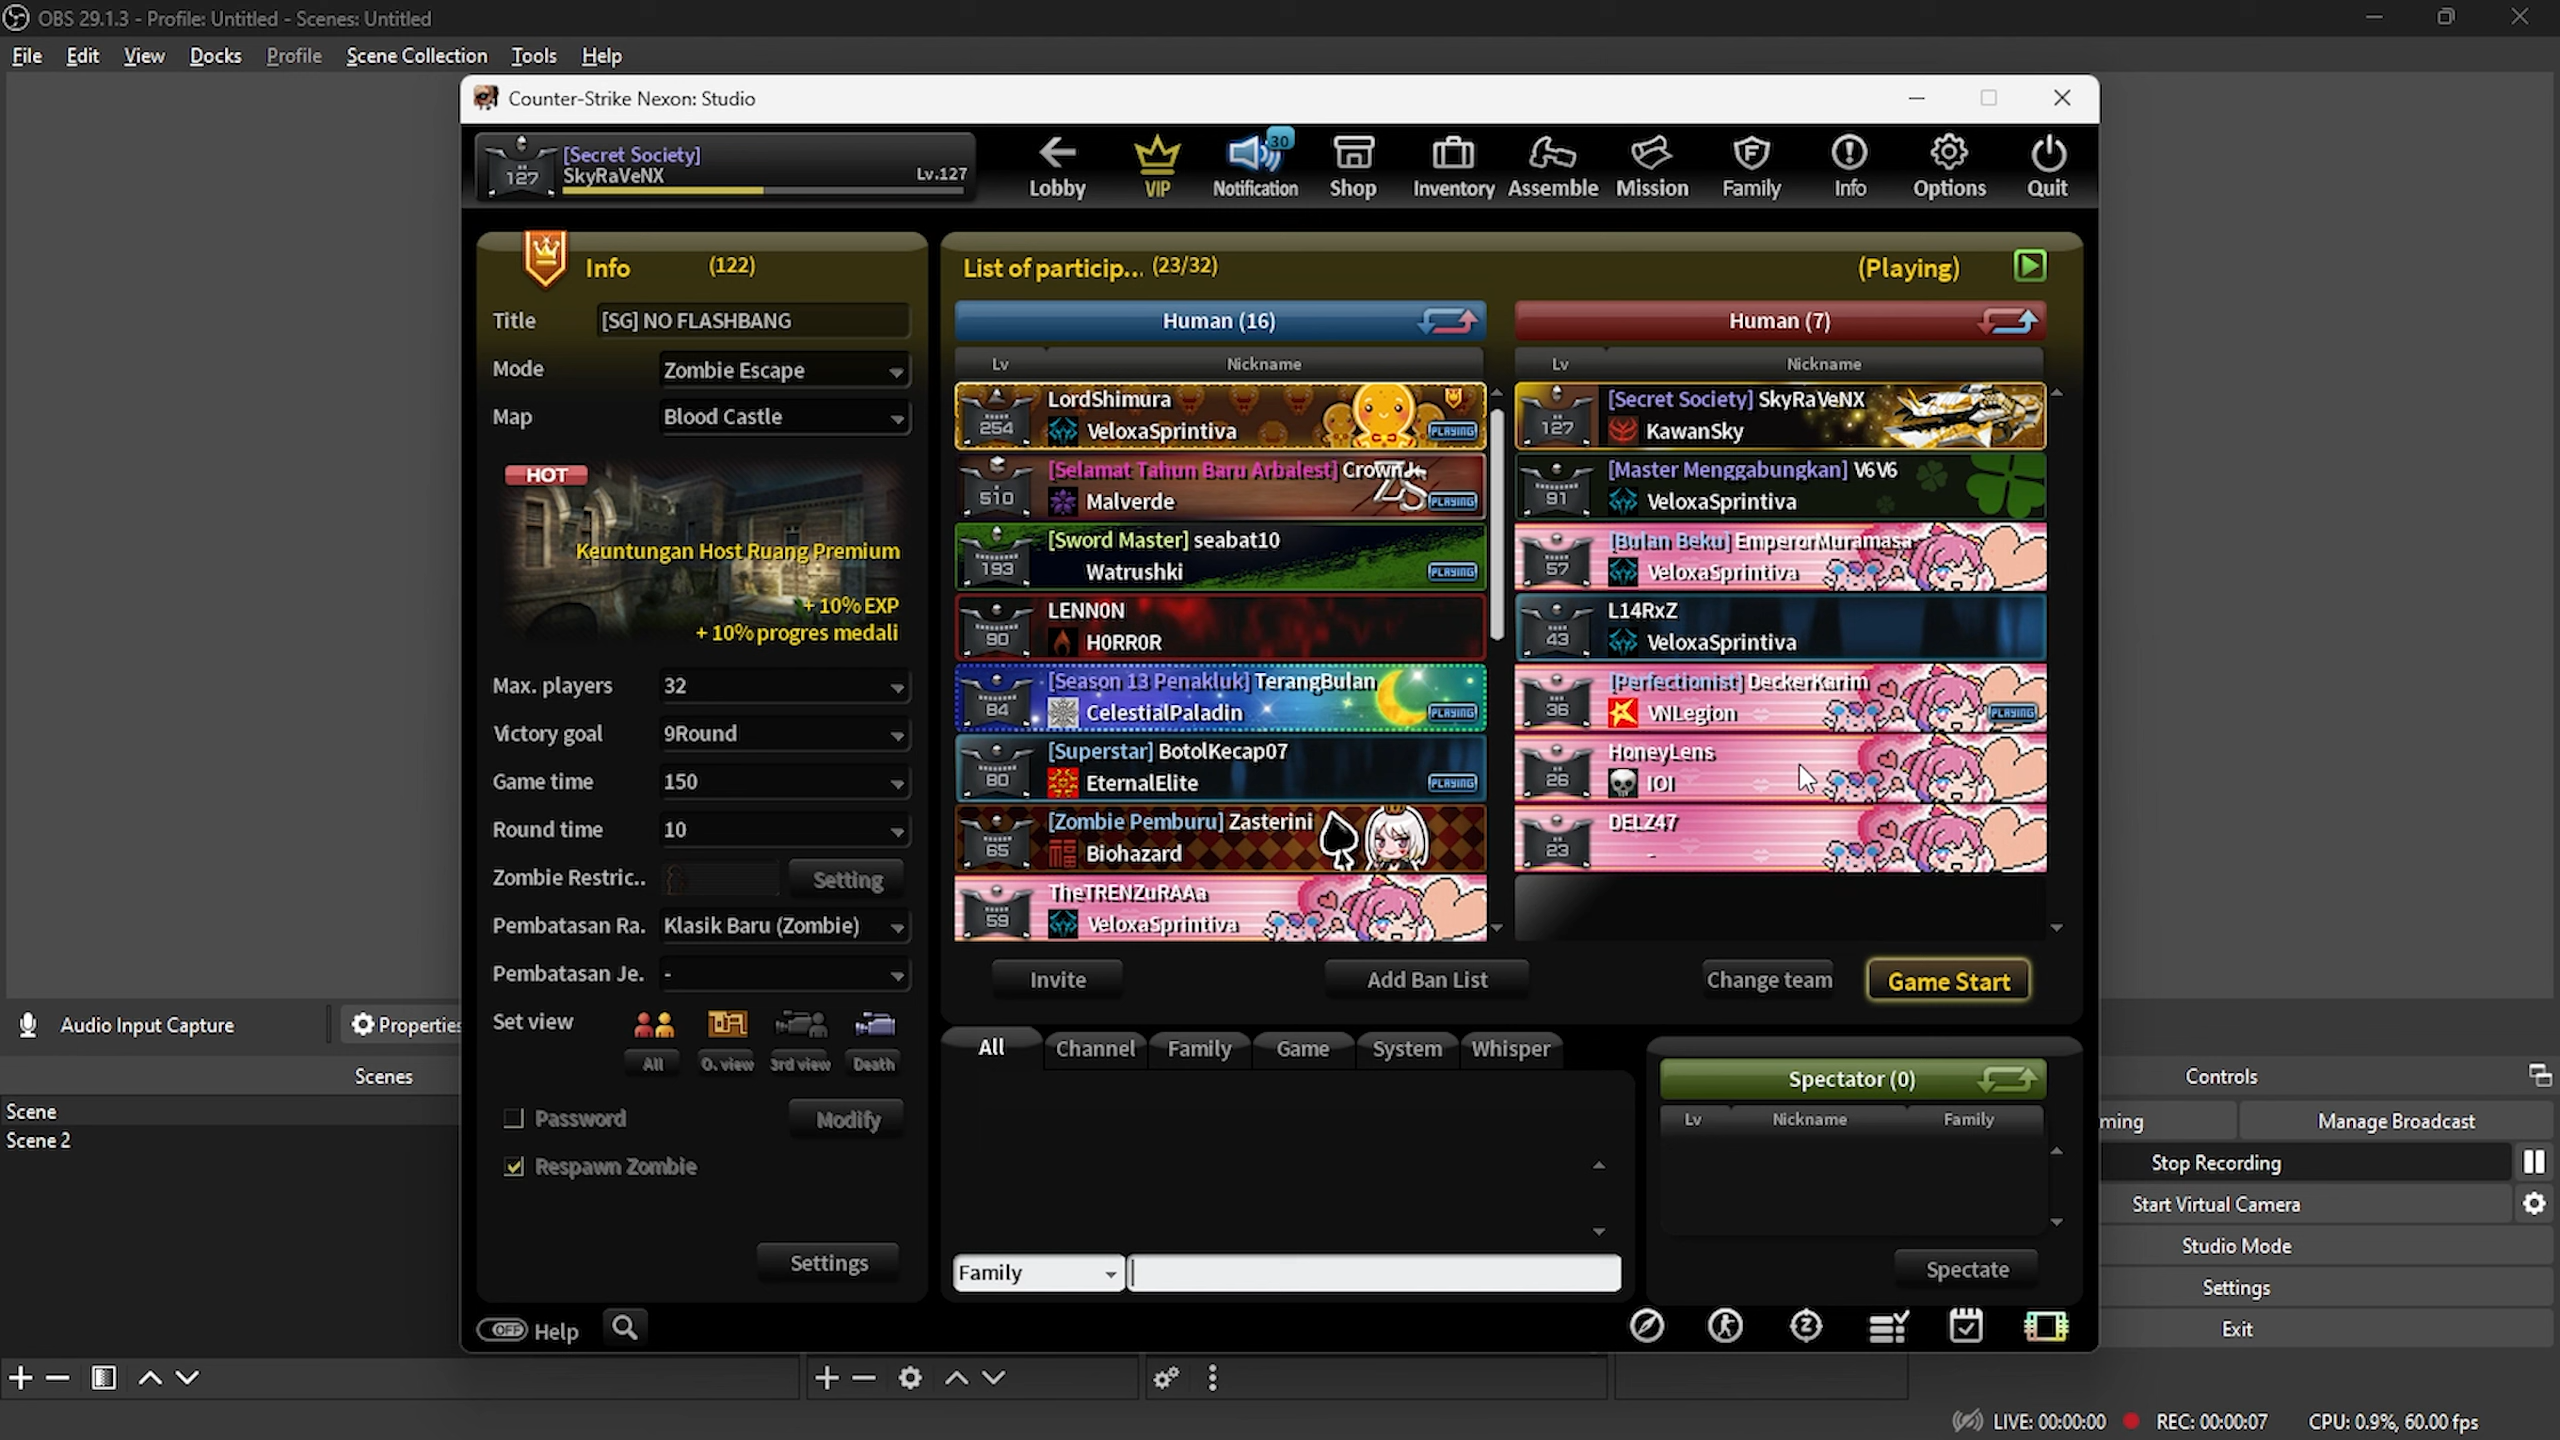 OBS 29.1.3 - Profile: Untitled - Scenes: Untitled
File Edit View Docks Profile Scene Collection Tools Help
Counter-Strike Nexon: Studio
127
[Secret Society]
SkyRaVeNX
Lv.127
Lobby
VIP
30
Notification
Shop
Inventory
Assemble
Mission
Family
Info
Options
Quit
Info (122)
Title [SG] NO FLASHBANG
Mode Zombie Escape
Map Blood Castle
HOT
Keuntungan Host Ruang Premium
+ 10% EXP
+ 10% progres medali
Max. players 32
Victory goal 9Round
Game time 150
Round time 10
Zombie Restric.. Setting
Pembatasan Ra. Klasik Baru (Zombie)
Pembatasan Je. -
Set view
All O. view 3rd view Death
Password Modify
Respawn Zombie
Settings
OFF Help
List of particip... (23/32) (Playing)
Human (16)
Lv Nickname
254 LordShimura
VeloxaSprintiva PLAYING
510 [Selamat Tahun Baru Arbalest] CrownJ
Malverde PLAYING
193 [Sword Master] seabat10
Watrushki PLAYING
90 LENN0N
H0RR0R
84 [Season 13 Penakluk] TerangBulan
CelestialPaladin PLAYING
80 [Superstar] BotolKecap07
EternalElite PLAYING
65 [Zombie Pemburu] Zasterini
福 Biohazard
59 TheTRENZuRAAa
VeloxaSprintiva
Human (7)
Lv Nickname
127 [Secret Society] SkyRaVeNX
KawanSky
91 [Master Menggabungkan] V6V6
VeloxaSprintiva
57 [Bulan Beku] EmperorMuramasa
VeloxaSprintiva
43 L14RxZ
VeloxaSprintiva
36 [Perfectionist] DeckerKarim
VNLegion PLAYING
26 HoneyLens
IOI
23 DELZ47
-
Invite Add Ban List Change team Game Start
All Channel Family Game System Whisper
Family
Spectator (0)
Lv Nickname Family
Spectate
Audio Input Capture Properties
Scenes
Scene
Scene 2
Controls
ming Manage Broadcast
Stop Recording
Start Virtual Camera
Studio Mode
Settings
Exit
LIVE: 00:00:00 REC: 00:00:07 CPU: 0.9%, 60.00 fps